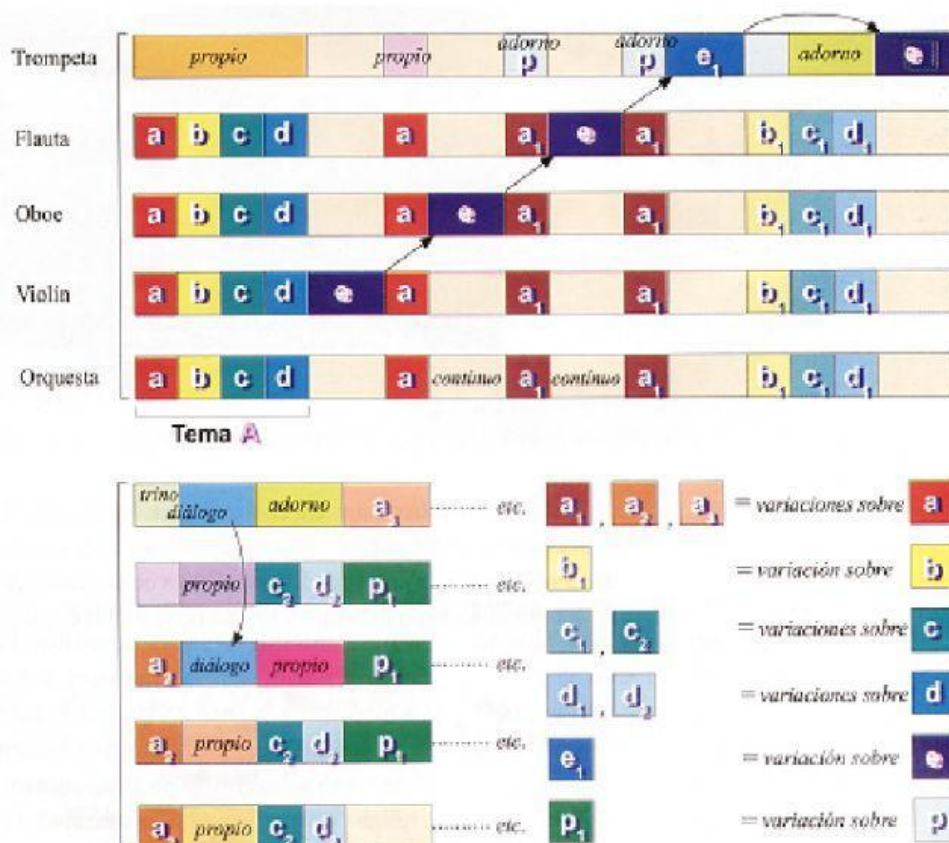 Trompeta propio propio adorno p adorno p e1 adorno e
Flauta a b c d a a1 e a1 b1 c1 d1
Oboe a b c d a e a1 a1 b1 c1 d1
Violín a b c d e a a1 a1 b1 c1 d1
Orquesta a b c d a continuo a1 continuo a1 b1 c1 d1
Tema A
trino diálogo adorno a3 ........ etc.
propio c2 d2 p1 ........ etc.
a2 diálogo propio p1 ........ etc.
a2 propio c2 d2 p1 ........ etc.
a2 propio c2 d2 ........ etc.
a1 , a2 , a3 = variaciones sobre a
b1 = variación sobre b
c1 , c2 = variaciones sobre c
d1 , d2 = variaciones sobre d
e1 = variación sobre e
p1 = variación sobre p